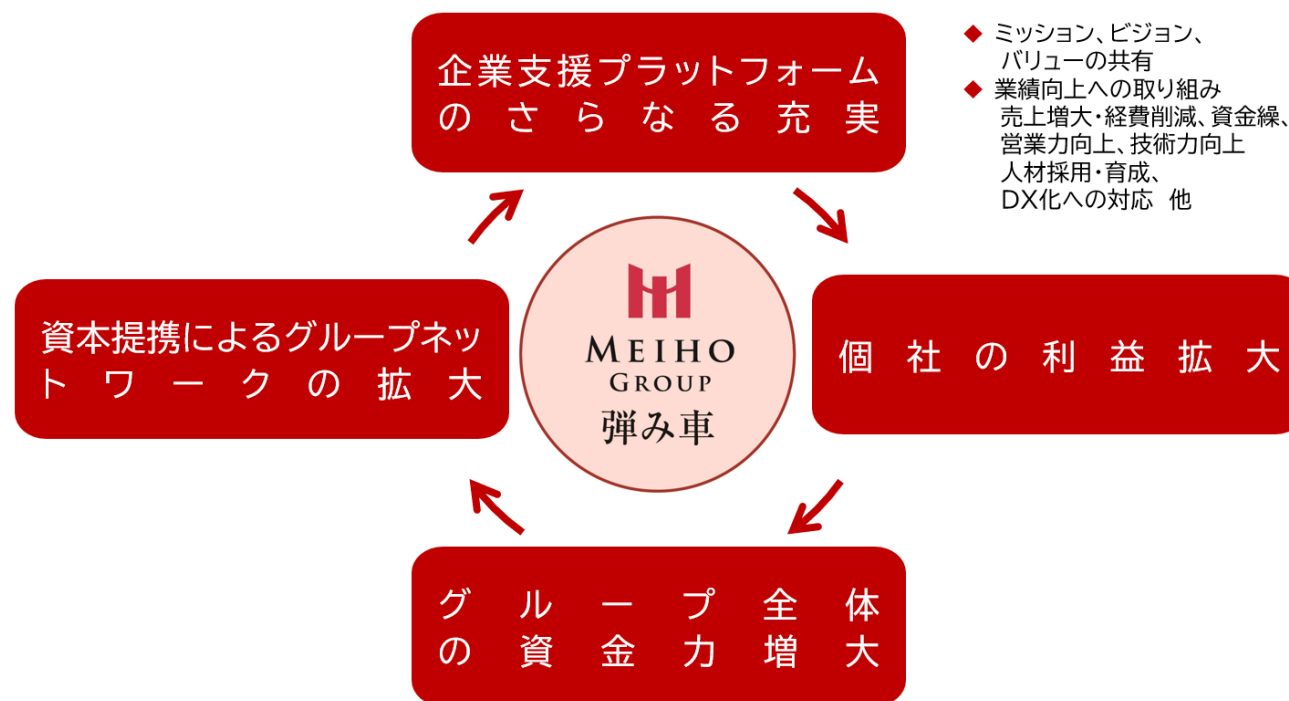 企業支援プラットフォーム
のさらなる充実
◆ ミッション、ビジョン、
バリューの共有
◆ 業績向上への取り組み
売上増大・経費削減、資金繰、
営業力向上、技術力向上
人材採用・育成、
DX化への対応 他
資本提携によるグループネッ
トワークの拡大
MEIHO
GROUP
弾み車
個社の利益拡大
グループ全体
の資金力増大